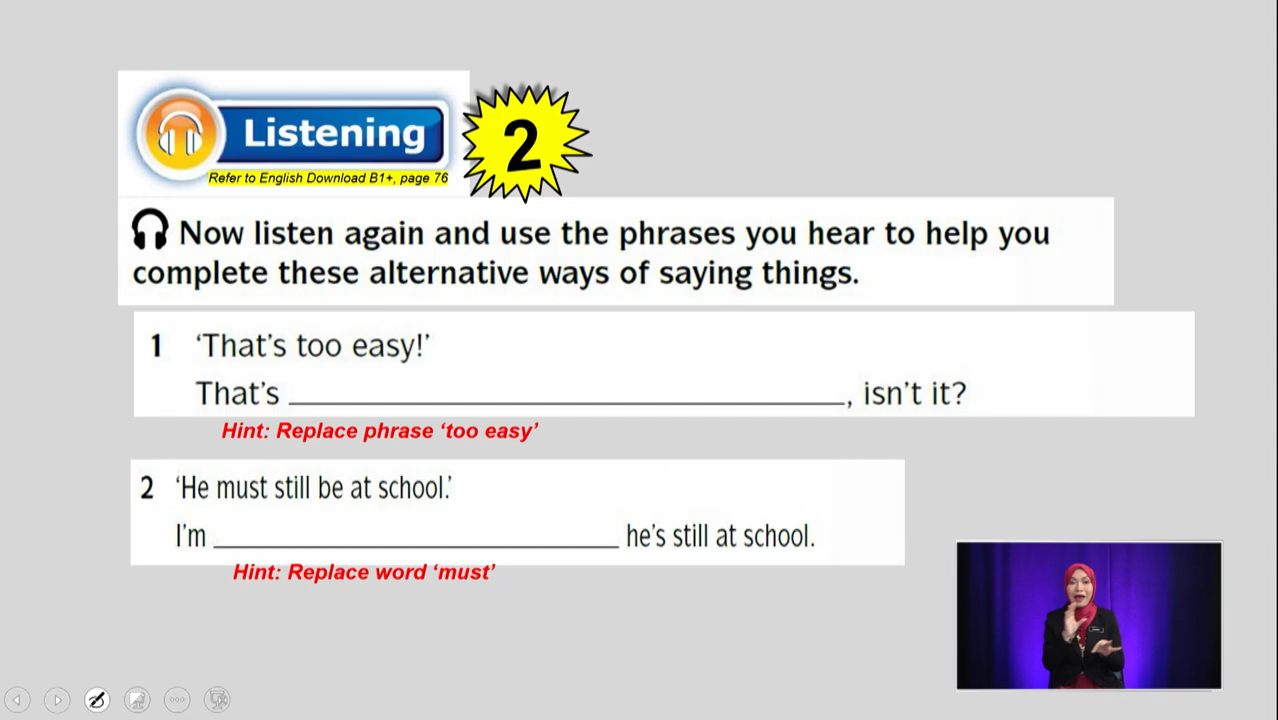 Listening
2
Refer to English Download B1+, page 76
Now listen again and use the phrases you hear to help you
complete these alternative ways of saying things.
1 ‘That’s too easy!’
That’s ____________________, isn’t it?
Hint: Replace phrase ‘too easy’
2 ‘He must still be at school.’
I’m ____________________ he’s still at school.
Hint: Replace word ‘must’